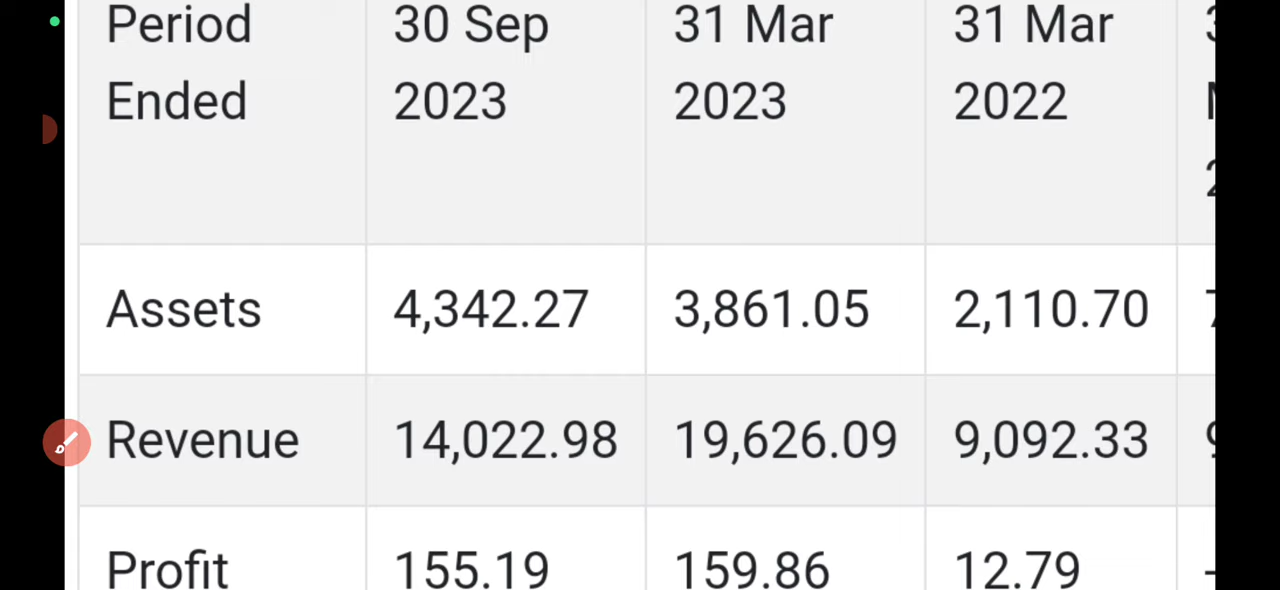 Period Ended 30 Sep 2023 31 Mar 2023 31 Mar 2022
Assets 4,342.27 3,861.05 2,110.70
Revenue 14,022.98 19,626.09 9,092.33
Profit 155.19 159.86 12.79